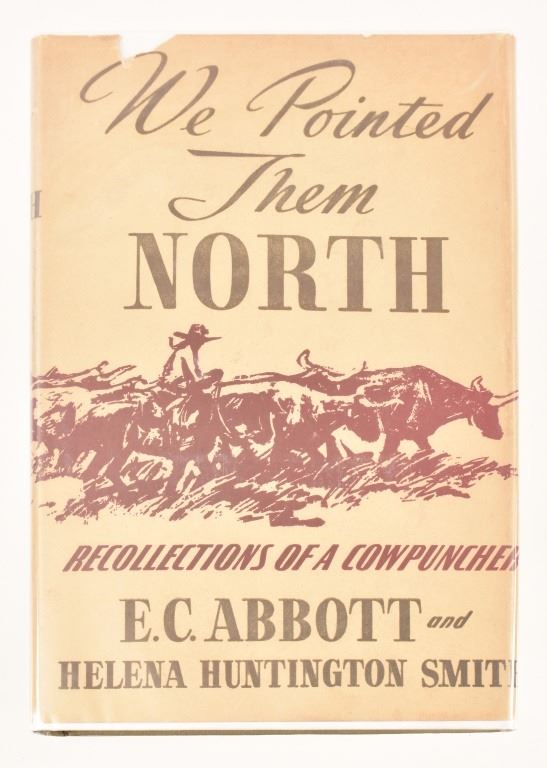 We Pointed
Them
NORTH
H
RECOLLECTIONS OF A COWPUNCHER
E.C. ABBOTT and
HELENA HUNTINGTON SMITH